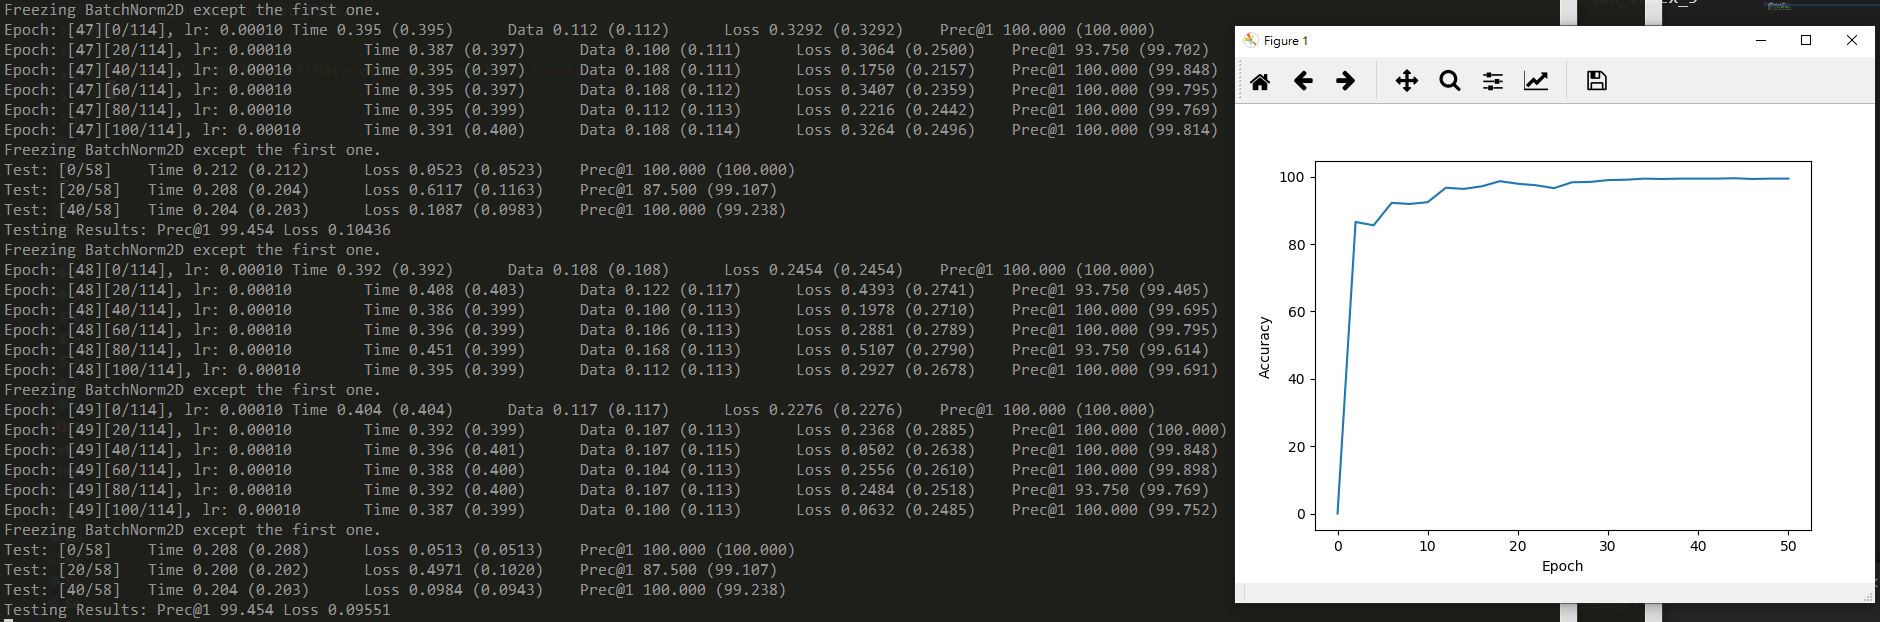 Freezing BatchNorm2D except the first one.
Epoch: [47][0/114], lr: 0.00010 Time 0.395 (0.395) Data 0.112 (0.112) Loss 0.3292 (0.3292) Prec@1 100.000 (100.000)
Epoch: [47][20/114], lr: 0.00010 Time 0.387 (0.397) Data 0.100 (0.111) Loss 0.3064 (0.2500) Prec@1 93.750 (99.702)
Epoch: [47][40/114], lr: 0.00010 Time 0.395 (0.397) Data 0.108 (0.111) Loss 0.1750 (0.2157) Prec@1 100.000 (99.848)
Epoch: [47][60/114], lr: 0.00010 Time 0.395 (0.397) Data 0.108 (0.112) Loss 0.3407 (0.2359) Prec@1 100.000 (99.795)
Epoch: [47][80/114], lr: 0.00010 Time 0.395 (0.399) Data 0.112 (0.113) Loss 0.2216 (0.2442) Prec@1 100.000 (99.769)
Epoch: [47][100/114], lr: 0.00010 Time 0.391 (0.400) Data 0.108 (0.114) Loss 0.3264 (0.2496) Prec@1 100.000 (99.814)
Freezing BatchNorm2D except the first one.
Test: [0/58] Time 0.212 (0.212) Loss 0.0523 (0.0523) Prec@1 100.000 (100.000)
Test: [20/58] Time 0.208 (0.204) Loss 0.6117 (0.1163) Prec@1 87.500 (99.107)
Test: [40/58] Time 0.204 (0.203) Loss 0.1087 (0.0983) Prec@1 100.000 (99.238)
Testing Results: Prec@1 99.454 Loss 0.10436
Freezing BatchNorm2D except the first one.
Epoch: [48][0/114], lr: 0.00010 Time 0.392 (0.392) Data 0.108 (0.108) Loss 0.2454 (0.2454) Prec@1 100.000 (100.000)
Epoch: [48][20/114], lr: 0.00010 Time 0.408 (0.403) Data 0.122 (0.117) Loss 0.4393 (0.2741) Prec@1 93.750 (99.405)
Epoch: [48][40/114], lr: 0.00010 Time 0.386 (0.399) Data 0.100 (0.113) Loss 0.1978 (0.2710) Prec@1 100.000 (99.695)
Epoch: [48][60/114], lr: 0.00010 Time 0.396 (0.399) Data 0.106 (0.113) Loss 0.2881 (0.2789) Prec@1 100.000 (99.795)
Epoch: [48][80/114], lr: 0.00010 Time 0.451 (0.399) Data 0.168 (0.113) Loss 0.5107 (0.2790) Prec@1 93.750 (99.614)
Epoch: [48][100/114], lr: 0.00010 Time 0.395 (0.399) Data 0.112 (0.113) Loss 0.2927 (0.2678) Prec@1 100.000 (99.691)
Freezing BatchNorm2D except the first one.
Epoch: [49][0/114], lr: 0.00010 Time 0.404 (0.404) Data 0.117 (0.117) Loss 0.2276 (0.2276) Prec@1 100.000 (100.000)
Epoch: [49][20/114], lr: 0.00010 Time 0.392 (0.399) Data 0.107 (0.113) Loss 0.2368 (0.2885) Prec@1 100.000 (100.000)
Epoch: [49][40/114], lr: 0.00010 Time 0.396 (0.401) Data 0.107 (0.115) Loss 0.0502 (0.2638) Prec@1 100.000 (99.848)
Epoch: [49][60/114], lr: 0.00010 Time 0.388 (0.400) Data 0.104 (0.113) Loss 0.2556 (0.2610) Prec@1 100.000 (99.898)
Epoch: [49][80/114], lr: 0.00010 Time 0.392 (0.400) Data 0.107 (0.113) Loss 0.2484 (0.2518) Prec@1 93.750 (99.769)
Epoch: [49][100/114], lr: 0.00010 Time 0.387 (0.399) Data 0.100 (0.113) Loss 0.0632 (0.2485) Prec@1 100.000 (99.752)
Freezing BatchNorm2D except the first one.
Test: [0/58] Time 0.208 (0.208) Loss 0.0513 (0.0513) Prec@1 100.000 (100.000)
Test: [20/58] Time 0.200 (0.202) Loss 0.4971 (0.1020) Prec@1 87.500 (99.107)
Test: [40/58] Time 0.204 (0.203) Loss 0.0984 (0.0943) Prec@1 100.000 (99.238)
Testing Results: Prec@1 99.454 Loss 0.09551
Figure 1
100
80
60
40
20
0
Accuracy
0 10 20 30 40 50
Epoch